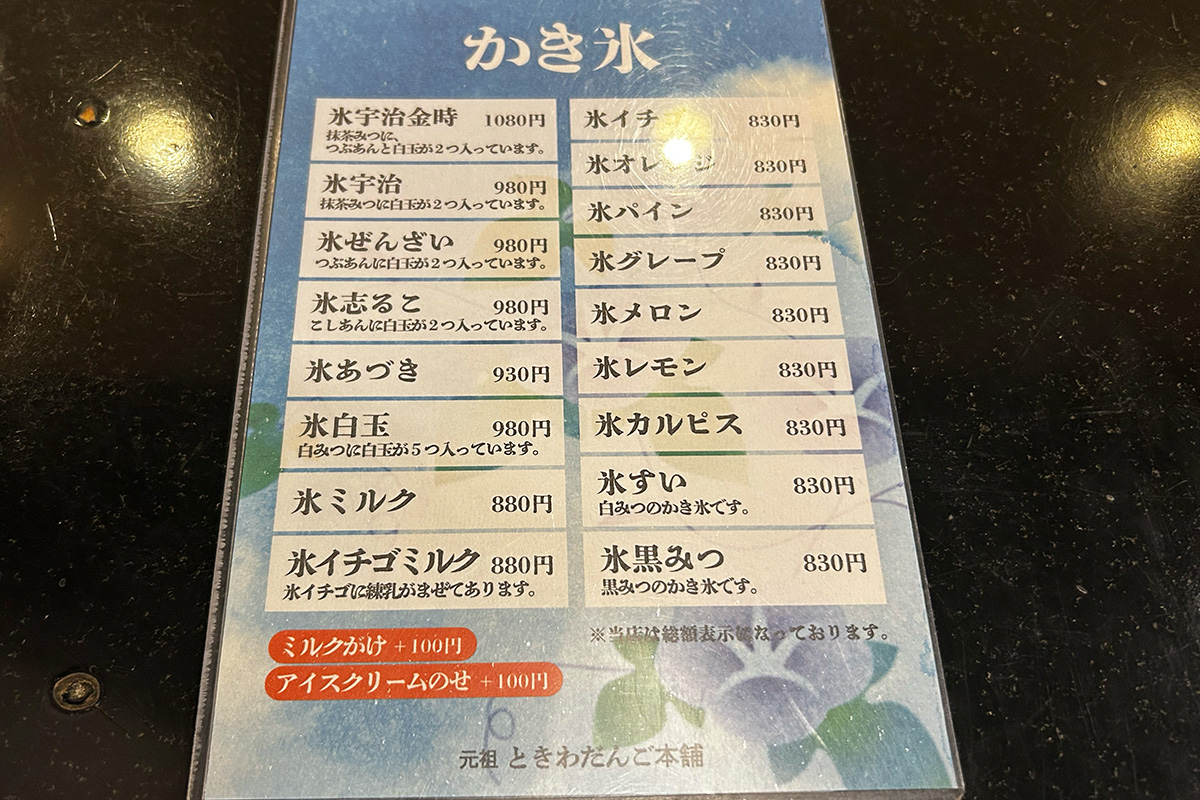 かき氷
氷宇治金時 1080円
抹茶みつに、
つぶあんと白玉が2つ入っています。
氷宇治 980円
抹茶みつに白玉が2つ入っています。
氷ぜんざい 980円
つぶあんに白玉が2つ入っています。
氷志るこ 980円
こしあんに白玉が2つ入っています。
氷あづき 930円
氷白玉 980円
白みつに白玉が5つ入っています。
氷ミルク 880円
氷イチゴミルク 880円
氷イチゴに練乳がまぜてあります。
ミルクがけ +100円
アイスクリームのせ +100円
氷イチ 830円
氷オレ ジ 830円
氷パイン 830円
氷グレープ 830円
氷メロン 830円
氷レモン 830円
氷カルピス 830円
氷すい 830円
白みつのかき氷です。
氷黒みつ 830円
黒みつのかき氷です。
※当店は総額表示になっております。
元祖 ときわだんご本舗